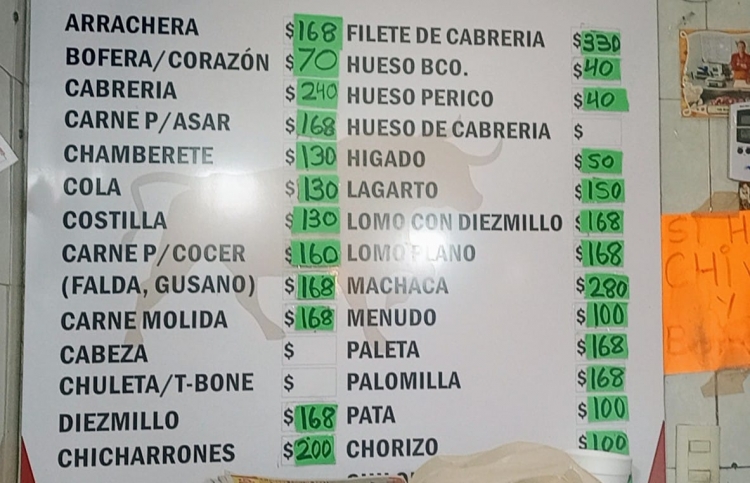 ARRACHERA $168
BOFERA/CORAZÓN $70
CABRERIA $240
CARNE P/ASAR $168
CHAMBERETE $130
COLA $130
COSTILLA $130
CARNE P/COCER $160
(FALDA, GUSANO) $168
CARNE MOLIDA $168
CABEZA $
CHULETA/T-BONE $
DIEZMILLO $168
CHICHARRONES $200
FILETE DE CABRERIA $330
HUESO BCO. $40
HUESO PERICO $40
HUESO DE CABRERIA $
HIGADO $50
LAGARTO $150
LOMO CON DIEZMILLO $168
LOMO PLANO $168
MACHACA $280
MENUDO $100
PALETA $168
PALOMILLA $168
PATA $100
CHORIZO $100
SI H
CHI
Y